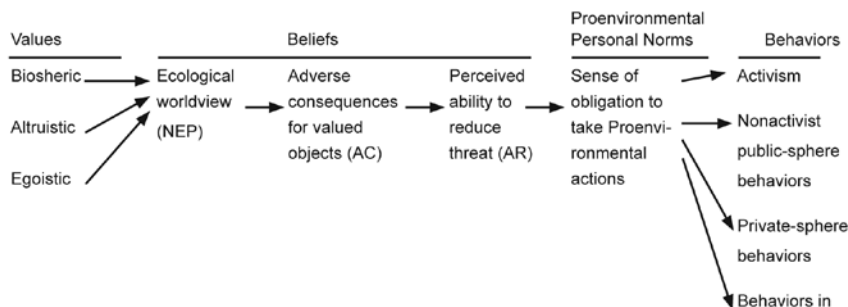 Values
Beliefs
Proenvironmental
Personal Norms
Behaviors
Biosheric
Altruistic
Egoistic
Ecological
worldview
(NEP)
Adverse
consequences
for valued
objects (AC)
Perceived
ability to
reduce
threat (AR)
Sense of
obligation to
take Proenvi-
ronmental
actions
Activism
Nonactivist
public-sphere
behaviors
Private-sphere
behaviors
Behaviors in